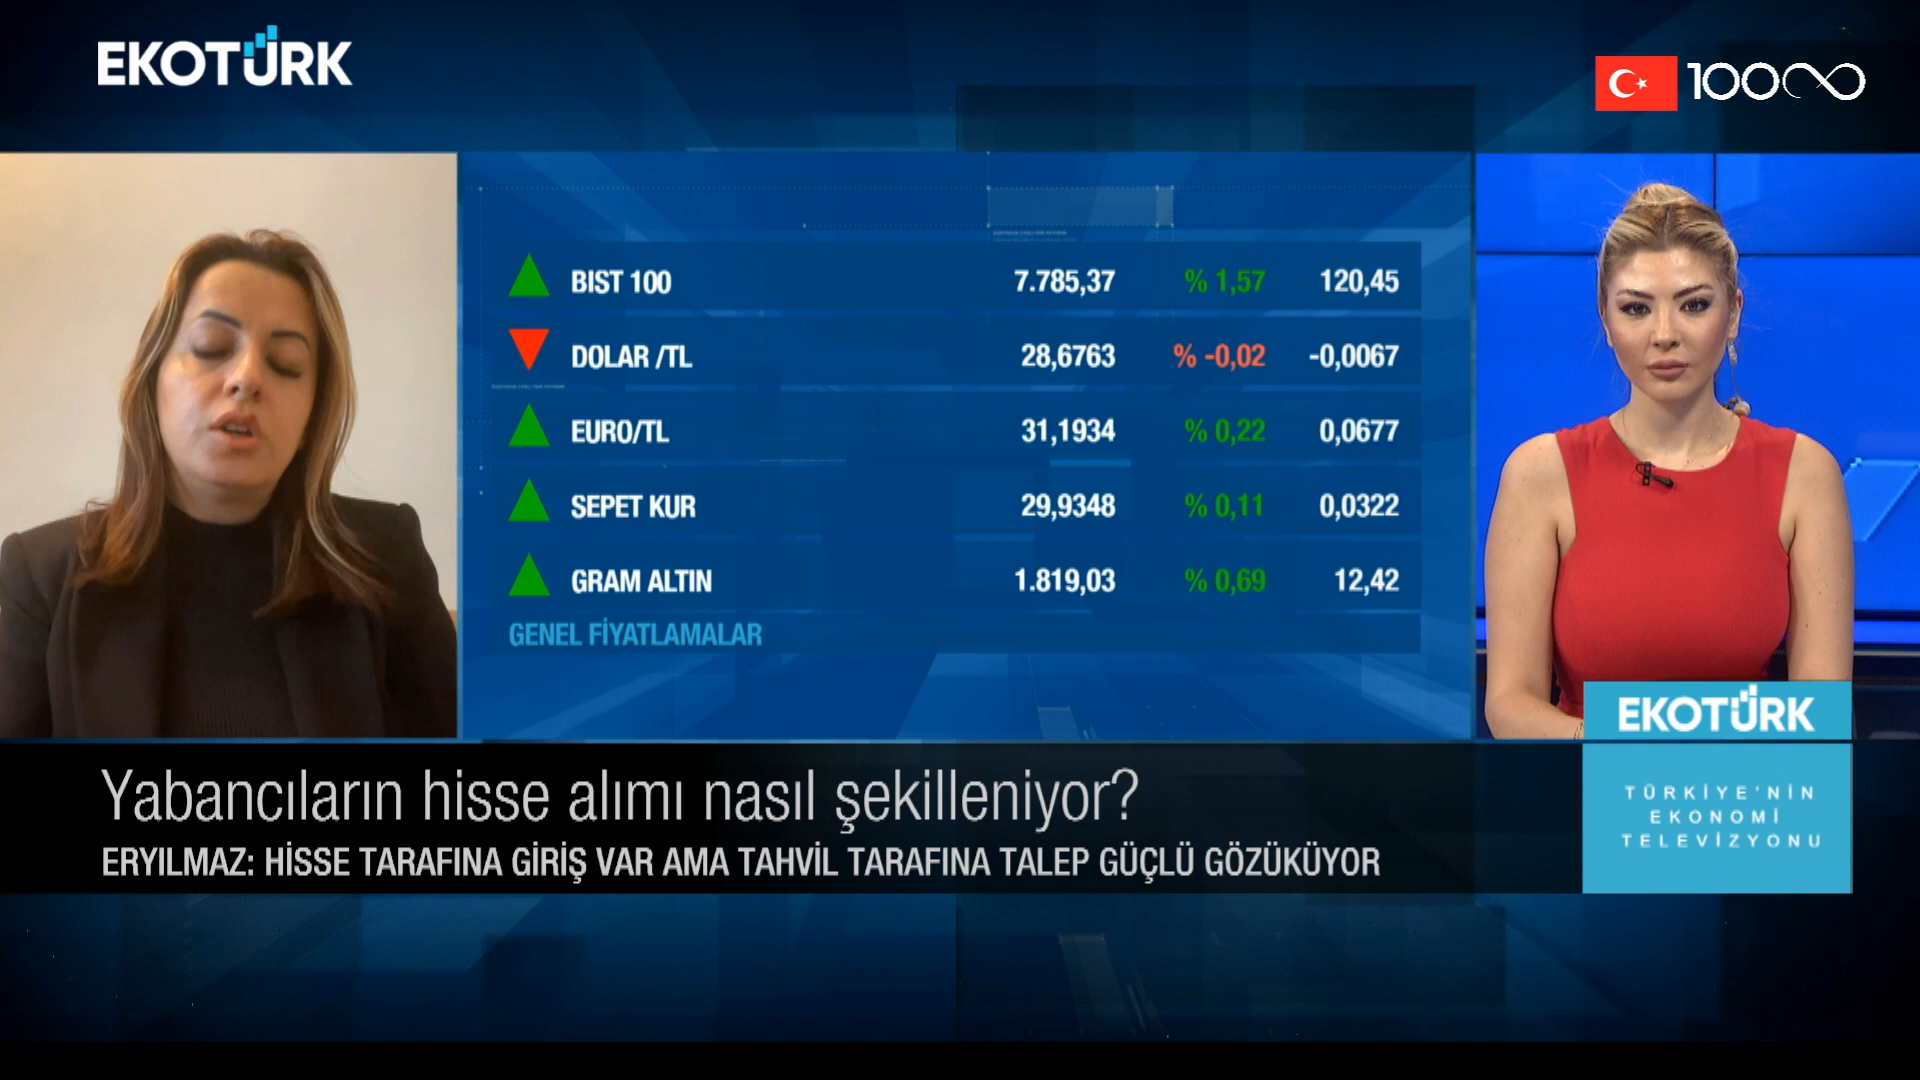 EKOTÜRK
100
BIST 100 7.785,37 % 1,57 120,45
DOLAR /TL 28,6763 % -0,02 -0,0067
EURO/TL 31,1934 % 0,22 0,0677
SEPET KUR 29,9348 % 0,11 0,0322
GRAM ALTIN 1.819,03 % 0,69 12,42
GENEL FİYATLAMALAR
EKOTÜRK
Yabancıların hisse alımı nasıl şekilleniyor?
ERYILMAZ: HİSSE TARAFINA GİRİŞ VAR AMA TAHVİL TARAFINA TALEP GÜÇLÜ GÖZÜKÜYOR
TÜRKİYE'NİN
EKONOMİ
TELEVİZYONU